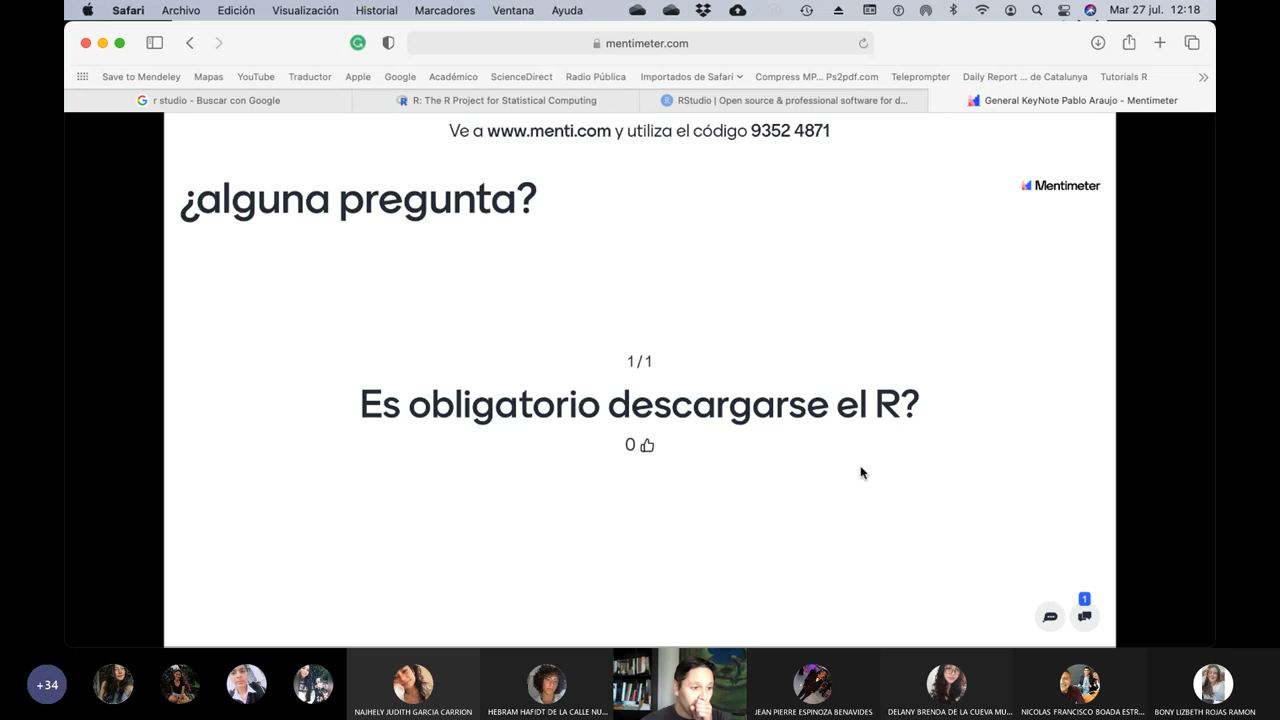 Safari Archivo Edición Visualización Historial Marcadores Ventana Ayuda Mar 27 jul. 12:18
mentimeter.com
Save to Mendeley Mapas YouTube Traductor Apple Google Académico ScienceDirect Radio Pública Importados de Safari Compress MP... Ps2pdf.com Teleprompter Daily Report ... de Catalunya Tutorials R
r studio - Buscar con Google R: The R Project for Statistical Computing RStudio | Open source & professional software for d... General KeyNote Pablo Araujo - Mentimeter
Ve a www.menti.com y utiliza el código 9352 4871
¿alguna pregunta?
Mentimeter
1 / 1
Es obligatorio descargarse el R?
0
1
+34
NAJHELY JUDITH GARCIA CARRION HEBRAM HAFIDT DE LA CALLE NU... JEAN PIERRE ESPINOZA BENAVIDES DELANY BRENDA DE LA CUEVA MU... NICOLAS FRANCISCO BOADA ESTR... BONY LIZBETH ROJAS RAMON